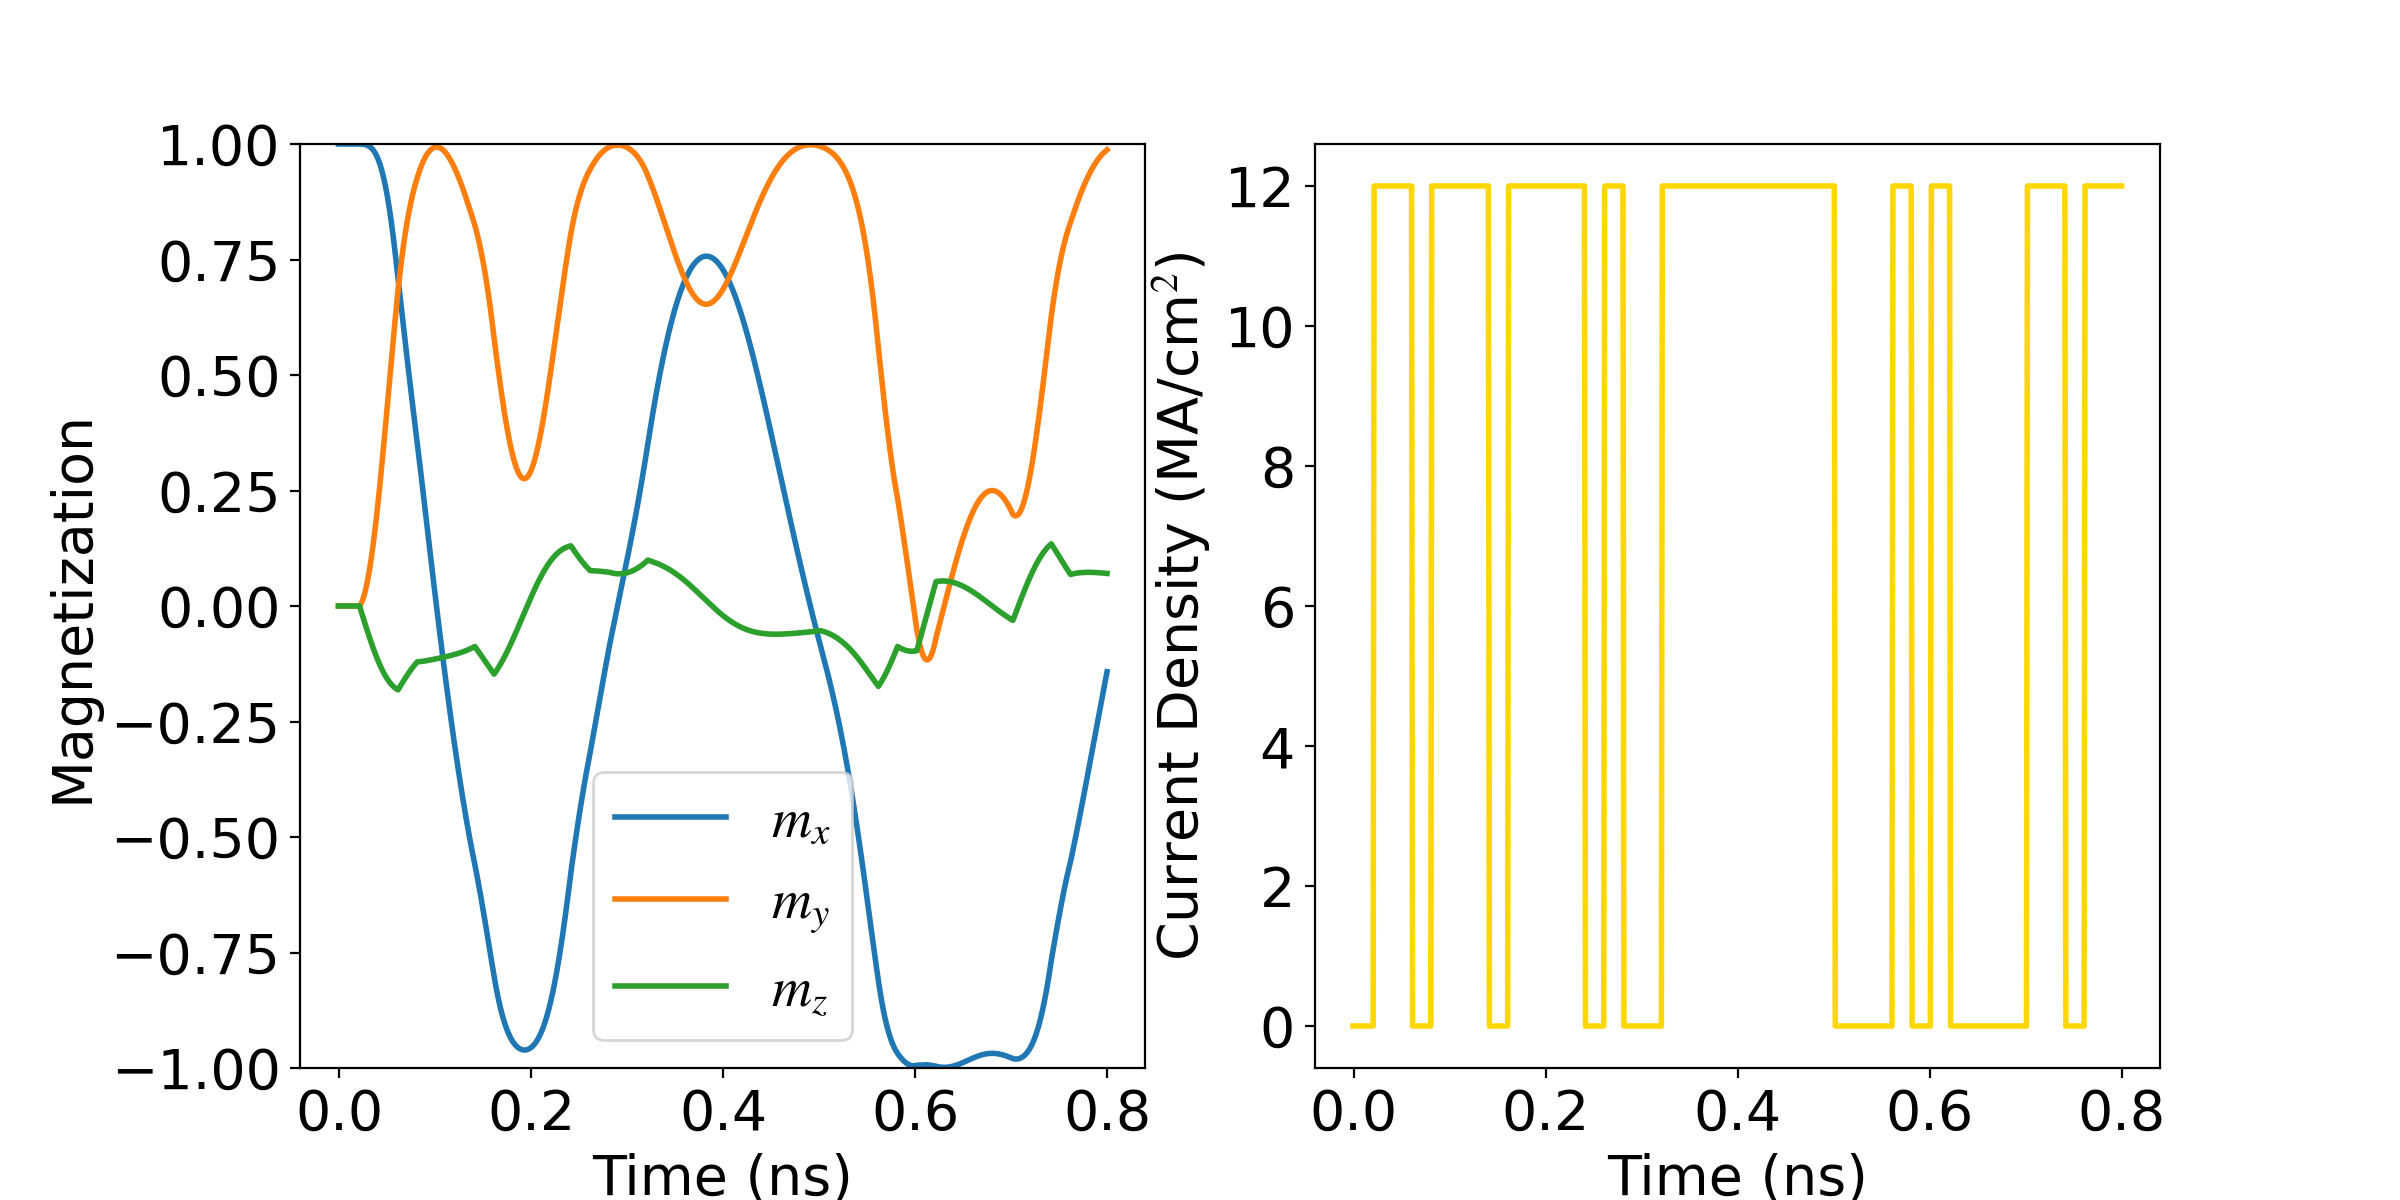 1.00
0.75
0.50
0.25
0.00
−0.25
−0.50
−0.75
−1.00
Magnetization
0.0 0.2 0.4 0.6 0.8
Time (ns)
m_x
m_y
m_z
12
10
8
6
4
2
0
Current Density (MA/cm²)
0.0 0.2 0.4 0.6 0.8
Time (ns)